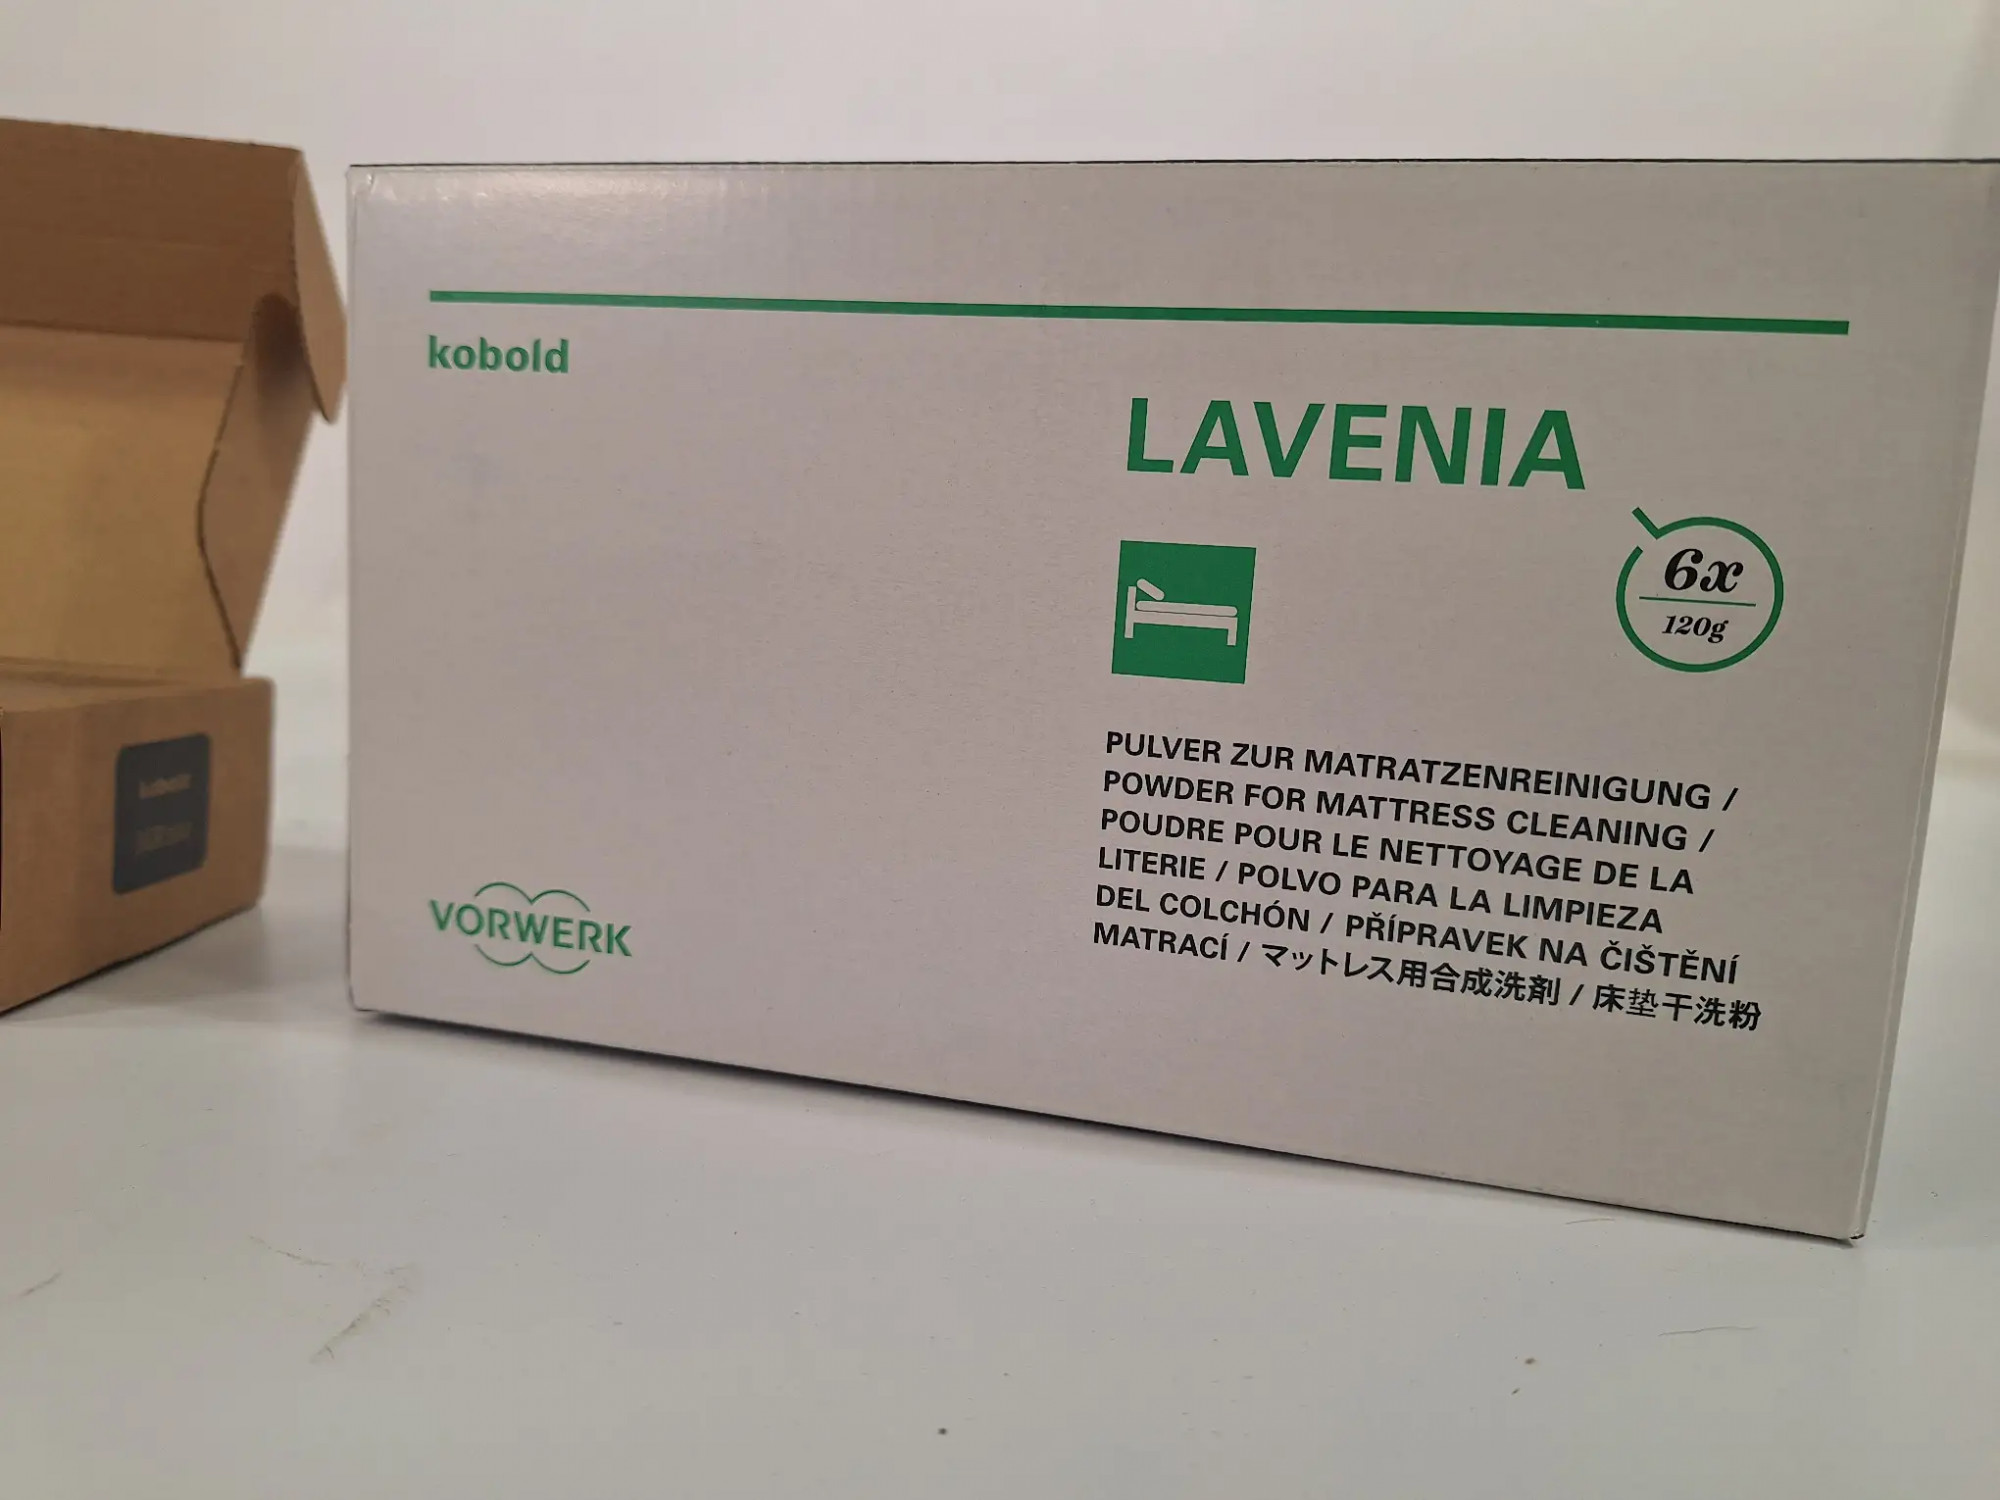 kobold
LAVENIA
6x
120g
PULVER ZUR MATRATZENREINIGUNG /
POWDER FOR MATTRESS CLEANING /
POUDRE POUR LE NETTOYAGE DE LA
LITERIE / POLVO PARA LA LIMPIEZA
DEL COLCHÓN / PŘÍPRAVEK NA ČIŠTĚNÍ
MATRACÍ / マットレス用合成洗剤 / 床垫干洗粉
VORWERK
kobold